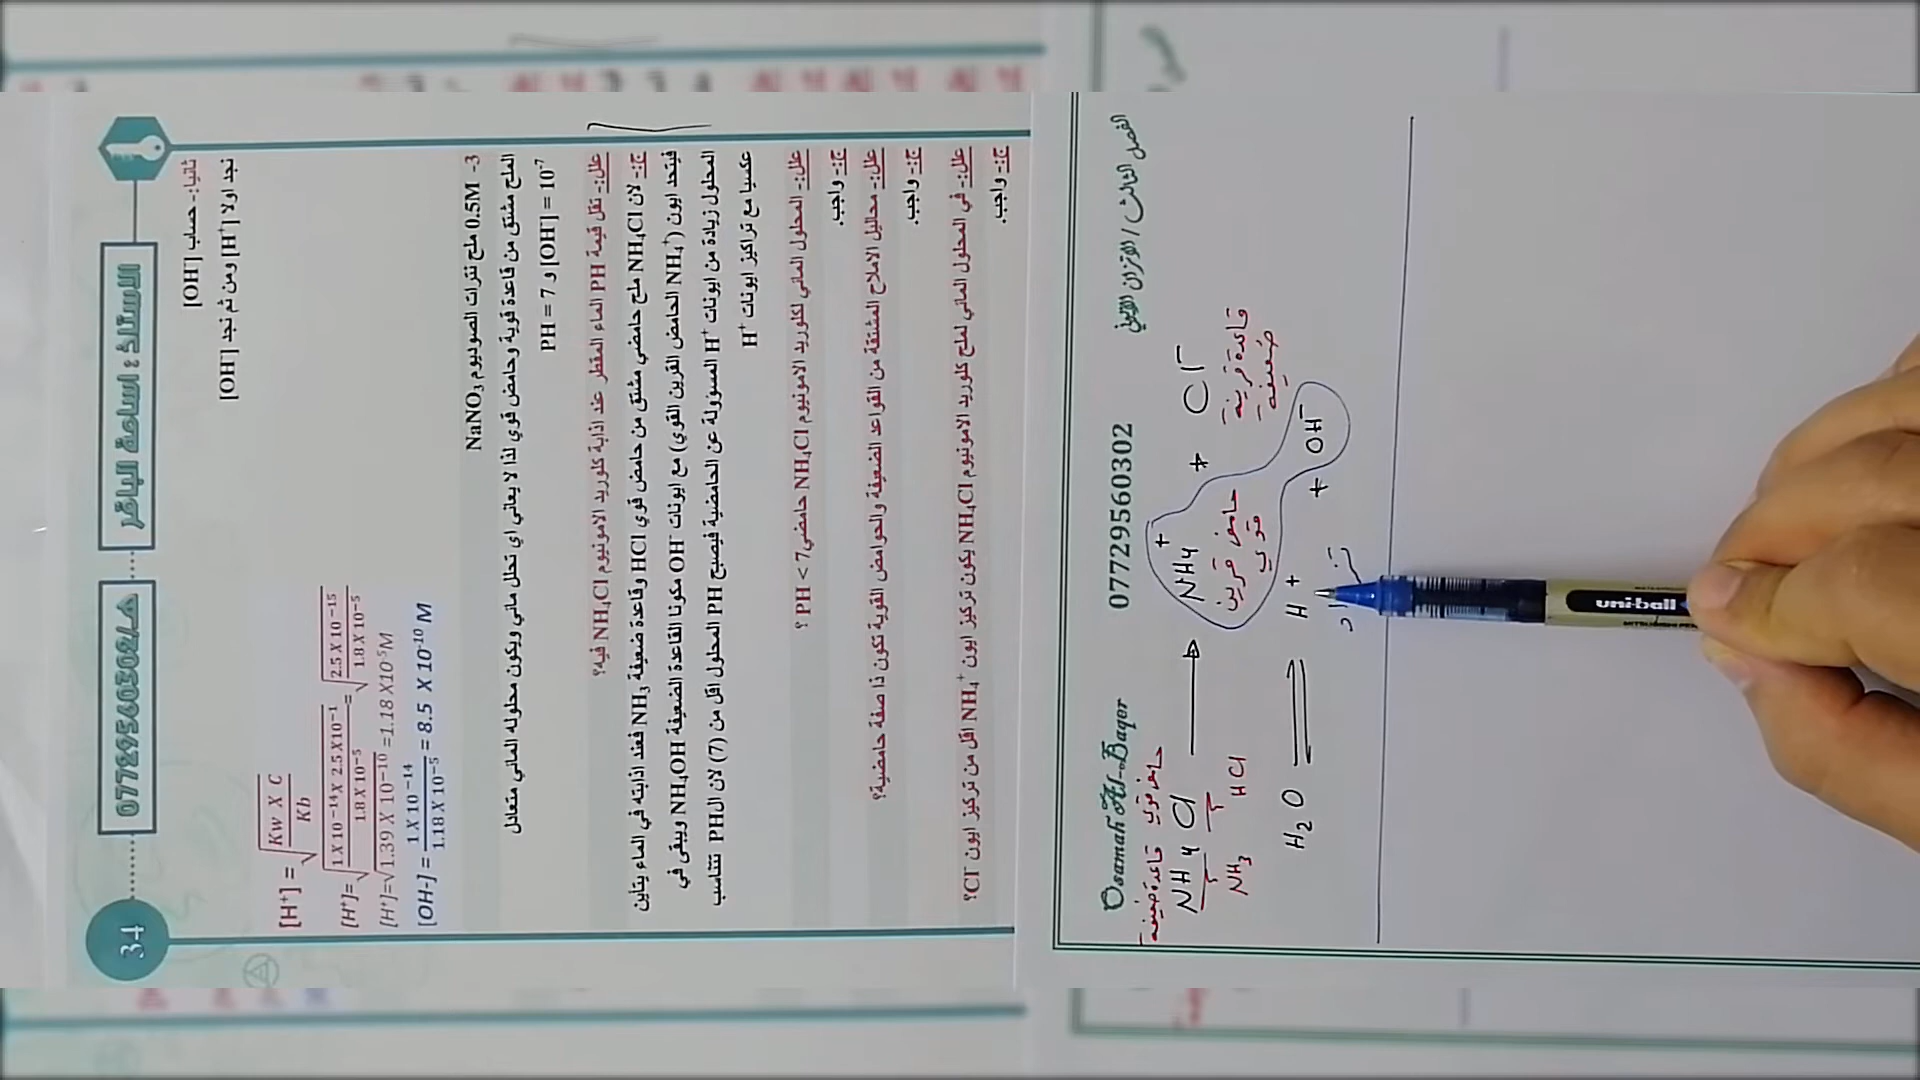 34
07729560302/هـ
الاستاذ : اسامة الباقر
ثانيا:- حساب [OH]
نجد اولا [H⁺] ومن ثم نجد [OH]
[H⁺] = √(Kw X C / Kb)
[H⁺]=√(1 X 10⁻¹⁴X 2.5 X10⁻¹ / 1.8 X 10⁻⁵) = √(2.5 X 10⁻¹⁵ / 1.8 X 10⁻⁵)
[H⁺]=√1.39 X 10⁻¹⁰ =1.18 X10⁻⁵M
[OH-] = 1 X 10⁻¹⁴ / 1.18 X 10⁻⁵ = 8.5 X 10⁻¹⁰ M
3- 0.5M ملح نترات الصوديوم NaNO₃
الملح مشتق من قاعدة قوية وحامض قوي لذا لا يعاني اي تحلل مائي ويكون محلوله المائي متعادل
PH = 7 و [OH] = 10⁻⁷
علل:- تقل قيمة PH الماء المقطر عند اذابة كلوريد الامونيوم NH₄Cl فيه؟
ج:- لان NH₄Cl ملح حامضي مشتق من حامض قوي HCl وقاعدة ضعيفة NH₃ فعند اذابته في الماء يتأين
فيتحد ايون (NH₄⁺ الحامض القرين القوي) مع ايونات OH⁻ مكونا القاعدة الضعيفة NH₄OH ويبقى في
المحلول زيادة من ايونات H⁺ المسؤولة عن الحامضية فيصبح PH المحلول اقل من (7) لان الـPH تتناسب
عكسيا مع تراكيز ايونات H⁺
علل:- المحلول المائي لكلوريد الامونيوم NH₄Cl حامضي 7 > PH ؟
ج:- واجب.
علل:- محاليل الاملاح المشتقة من القواعد الضعيفة والحوامض القوية تكون ذا صفة حامضية؟
ج:- واجب.
علل:- في المحلول المائي لملح كلوريد الامونيوم NH₄Cl يكون تركيز ايون NH₄⁺ اقل من تركيز ايون Cl⁻؟
ج:- واجب.
Osamah Al-Baqer
07729560302
الفصل الثالث / الاتزان الايوني
حامض قوي قاعدة ضعيفة
NH₄Cl → NH₄⁺ + Cl⁻
NH₃ HCl
حامض قرين قوي
قاعدة قرينة ضعيفة
H₂O ⇌ H⁺ + OH⁻
uni-ball